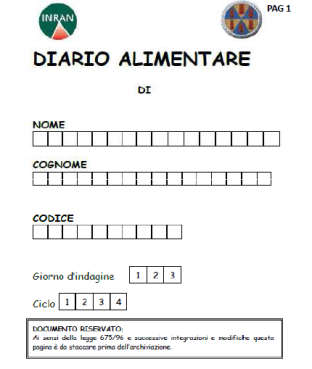 INRAN
PAG 1
DIARIO ALIMENTARE
DI
NOME
COGNOME
CODICE
Giorno d'indagine 1 2 3
Ciclo 1 2 3 4
DOCUMENTO RISERVATO:
Ai sensi della legge 675/96 e successive integrazioni e modifiche questa
pagina è da staccare prima dell'archiviazione.